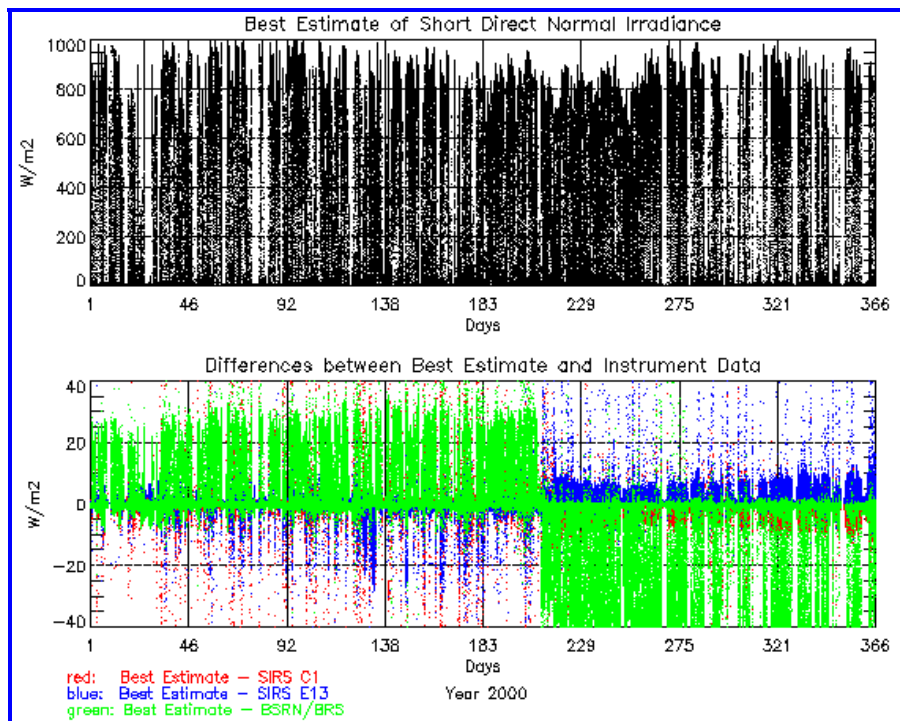 Best Estimate of Short Direct Normal Irradiance
1000
800
600
400
200
0
W/m2
1 46 92 138 183 229 275 321 366
Days
Differences between Best Estimate and Instrument Data
40
20
0
-20
-40
W/m2
1 46 92 138 183 229 275 321 366
Days
red: Best Estimate - SIRS C1
blue: Best Estimate - SIRS E13 Year 2000
green: Best Estimate - BSRN/BRS